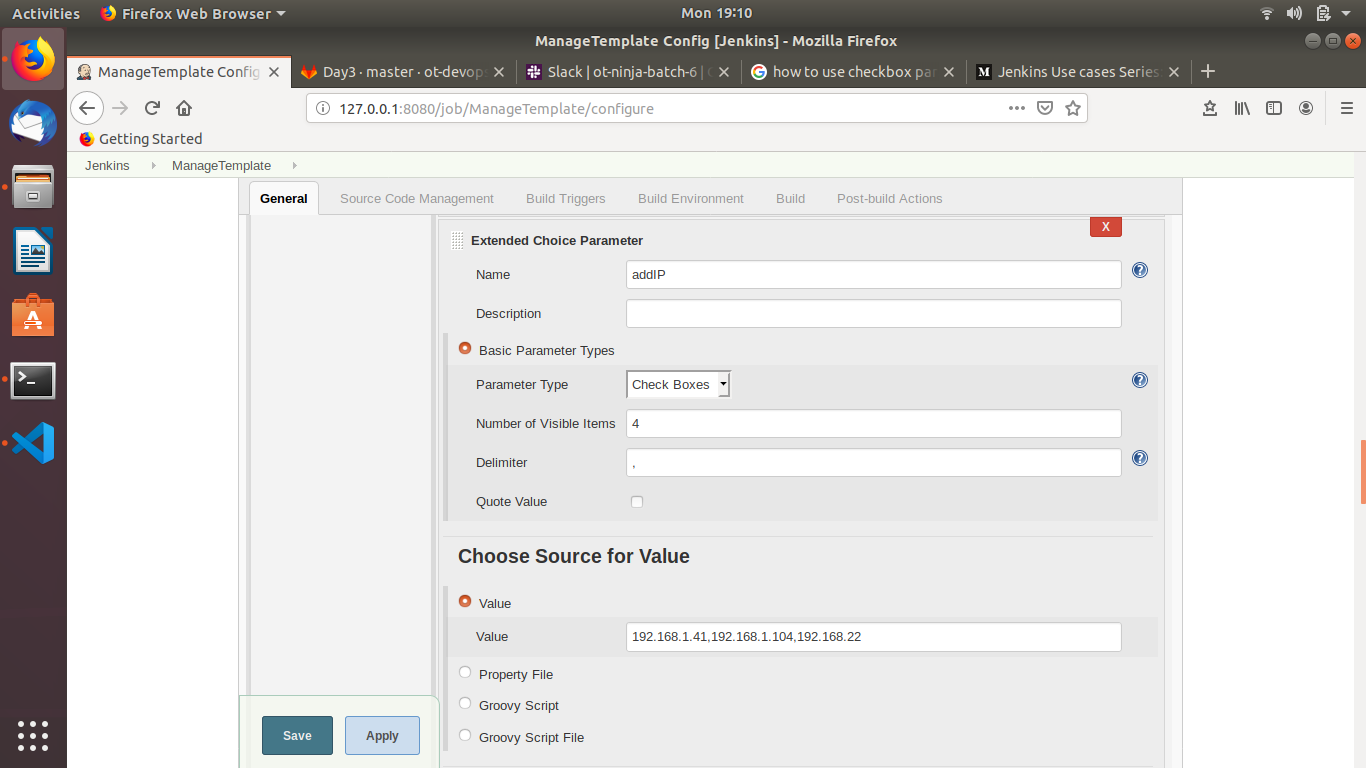 Activities
Firefox Web Browser
Mon 19:10
ManageTemplate Config [Jenkins] - Mozilla Firefox
ManageTemplate Config
Day3 · master · ot-devop
Slack | ot-ninja-batch-6 |
how to use checkbox pa
Jenkins Use cases Series
127.0.0.1:8080/job/ManageTemplate/configure
Getting Started
Jenkins
ManageTemplate
General
Source Code Management
Build Triggers
Build Environment
Build
Post-build Actions
X
Extended Choice Parameter
Name
addIP
Description
Basic Parameter Types
Parameter Type
Check Boxes
Number of Visible Items
4
Delimiter
,
Quote Value
Choose Source for Value
Value
Value
192.168.1.41,192.168.1.104,192.168.22
Property File
Groovy Script
Groovy Script File
Save
Apply